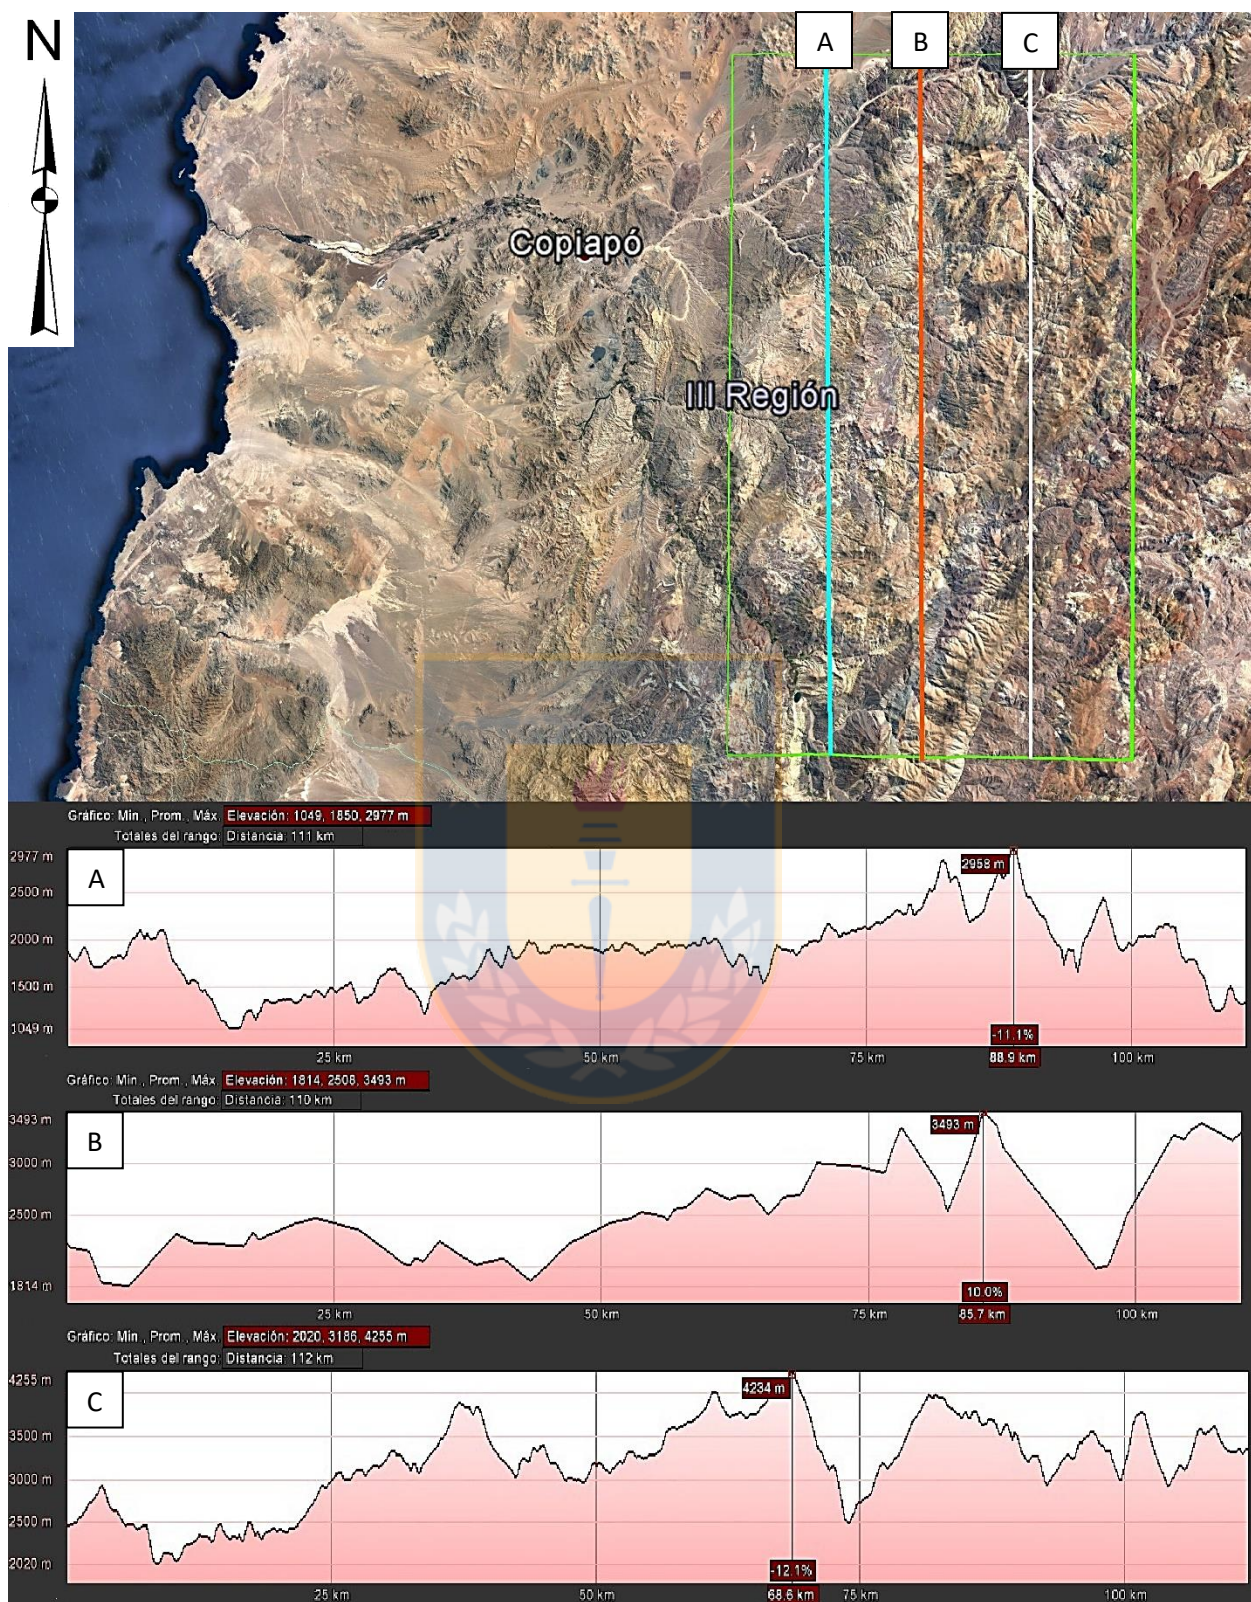 N
A B C
Copiapó
III Región
Gráfico: Min., Prom., Máx. Elevación: 1049, 1850, 2977 m
Totales del rango: Distancia: 111 km
2977 m
A
2958 m
2500 m
2000 m
1500 m
1049 m
-11.1%
25 km 50 km 75 km 88.9 km 100 km
Gráfico: Min., Prom., Máx. Elevación: 1814, 2508, 3493 m
Totales del rango: Distancia: 110 km
3493 m
B
3493 m
3000 m
2500 m
1814 m
10.0%
25 km 50 km 75 km 85.7 km 100 km
Gráfico: Min., Prom., Máx. Elevación: 2020, 3186, 4255 m
Totales del rango: Distancia: 112 km
4255 m
C
4234 m
3500 m
3000 m
2500 m
2020 m
-12.1%
25 km 50 km 68.6 km 75 km 100 km